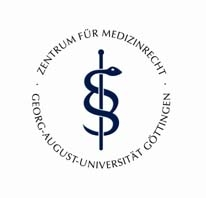 ZENTRUM FÜR MEDIZINRECHT
· GEORG-AUGUST-UNIVERSITÄT GÖTTINGEN ·